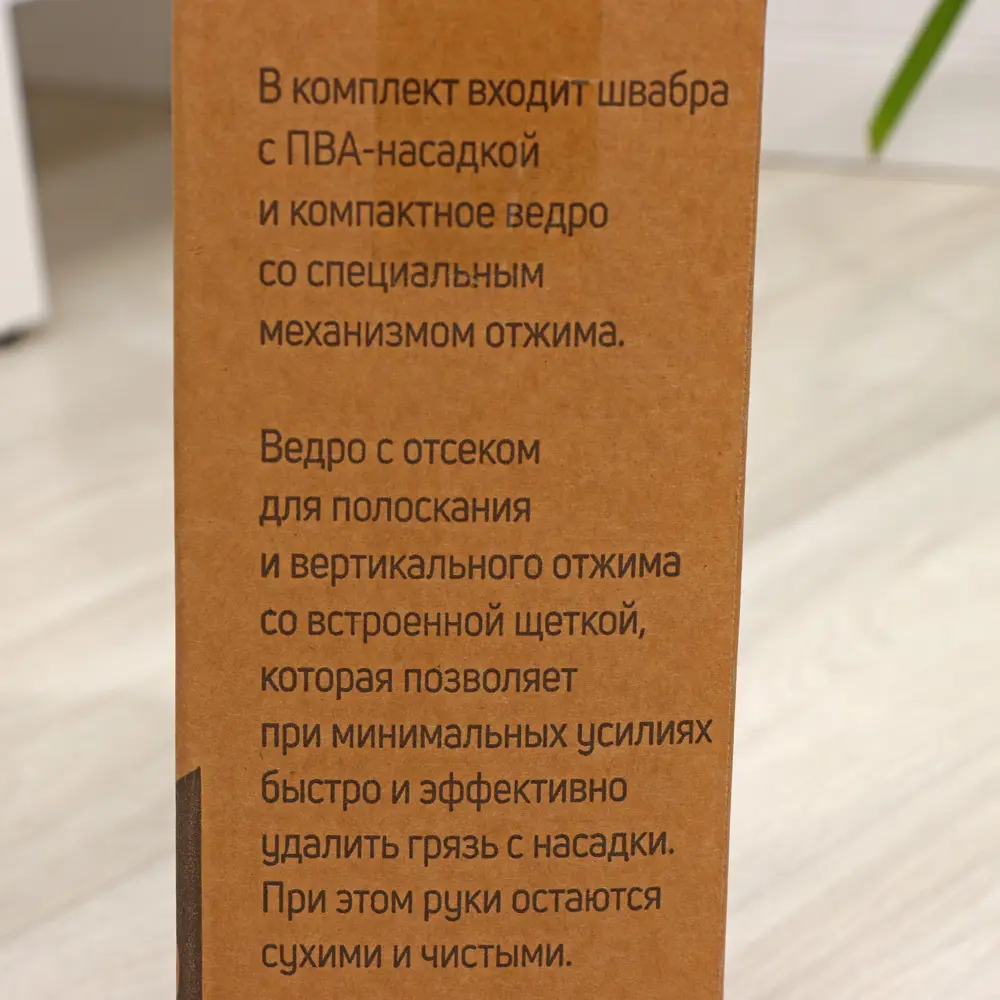 В комплект входит швабра
с ПВА-насадкой
и компактное ведро
со специальным
механизмом отжима.
Ведро с отсеком
для полоскания
и вертикального отжима
со встроенной щеткой,
которая позволяет
при минимальных усилиях
быстро и эффективно
удалить грязь с насадки.
При этом руки остаются
сухими и чистыми.